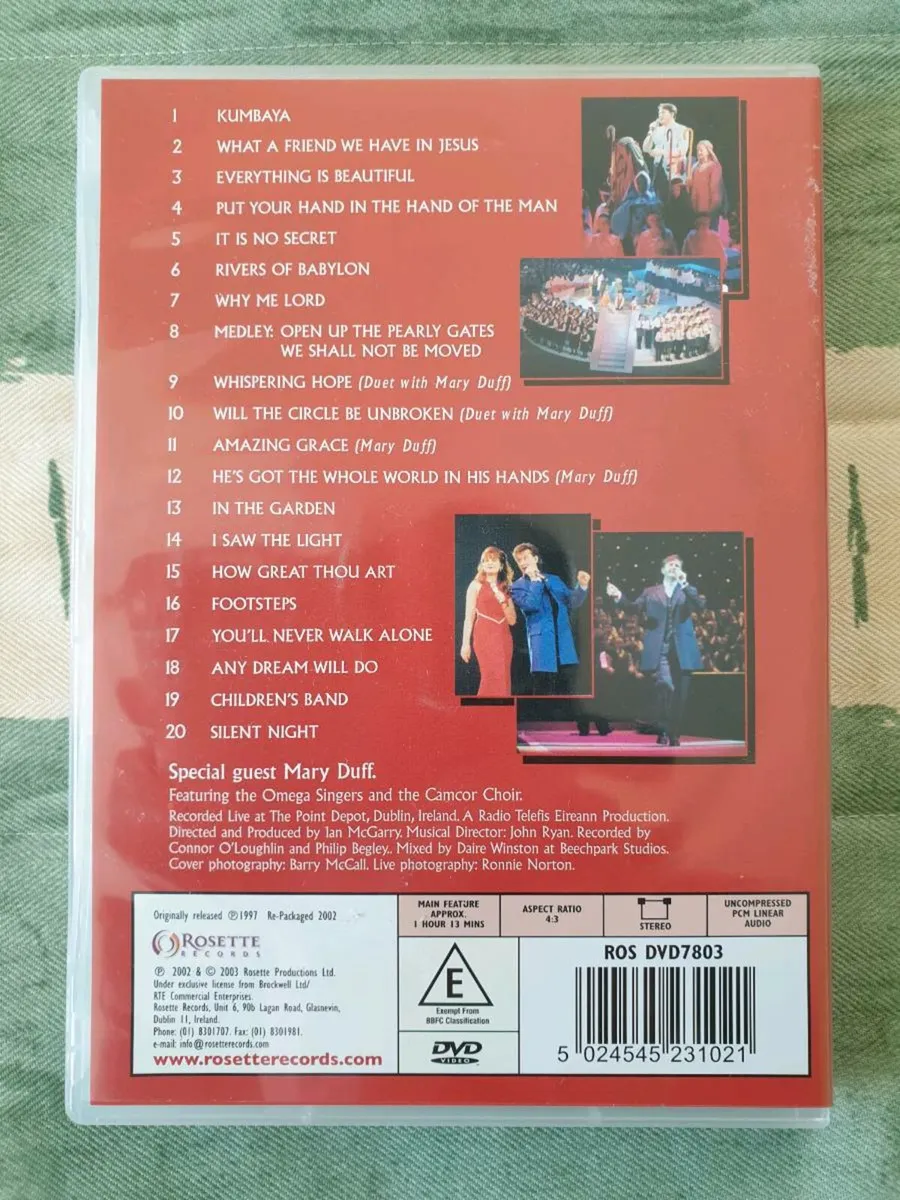 1 KUMBAYA
2 WHAT A FRIEND WE HAVE IN JESUS
3 EVERYTHING IS BEAUTIFUL
4 PUT YOUR HAND IN THE HAND OF THE MAN
5 IT IS NO SECRET
6 RIVERS OF BABYLON
7 WHY ME LORD
8 MEDLEY: OPEN UP THE PEARLY GATES
WE SHALL NOT BE MOVED
9 WHISPERING HOPE (Duet with Mary Duff)
10 WILL THE CIRCLE BE UNBROKEN (Duet with Mary Duff)
11 AMAZING GRACE (Mary Duff)
12 HE'S GOT THE WHOLE WORLD IN HIS HANDS (Mary Duff)
13 IN THE GARDEN
14 I SAW THE LIGHT
15 HOW GREAT THOU ART
16 FOOTSTEPS
17 YOU'LL NEVER WALK ALONE
18 ANY DREAM WILL DO
19 CHILDREN'S BAND
20 SILENT NIGHT
Special guest Mary Duff.
Featuring the Omega Singers and the Camcor Choir.
Recorded Live at The Point Depot, Dublin, Ireland. A Radio Telefis Eireann Production.
Directed and Produced by Ian McGarry. Musical Director: John Ryan. Recorded by
Connor O'Loughlin and Philip Begley.. Mixed by Daire Winston at Beechpark Studios.
Cover photography: Barry McCall. Live photography: Ronnie Norton.
Originally released ℗1997 Re-Packaged 2002
ROSETTE
RECORDS
℗ 2002 & © 2003 Rosette Productions Ltd.
Under exclusive license from Brockwell Ltd/
RTE Commercial Enterprises.
Rosette Records, Unit 6, 90b Lagan Road, Glasnevin,
Dublin 11, Ireland.
Phone: (01) 8301707. Fax: (01) 8301981.
e-mail: info@rosetterecords.com
www.rosetterecords.com
MAIN FEATURE
APPROX.
1 HOUR 13 MINS
ASPECT RATIO
4:3
STEREO
UNCOMPRESSED
PCM LINEAR
AUDIO
E
Exempt From
BBFC Classification
DVD
VIDEO
ROS DVD7803
5 024545 231021